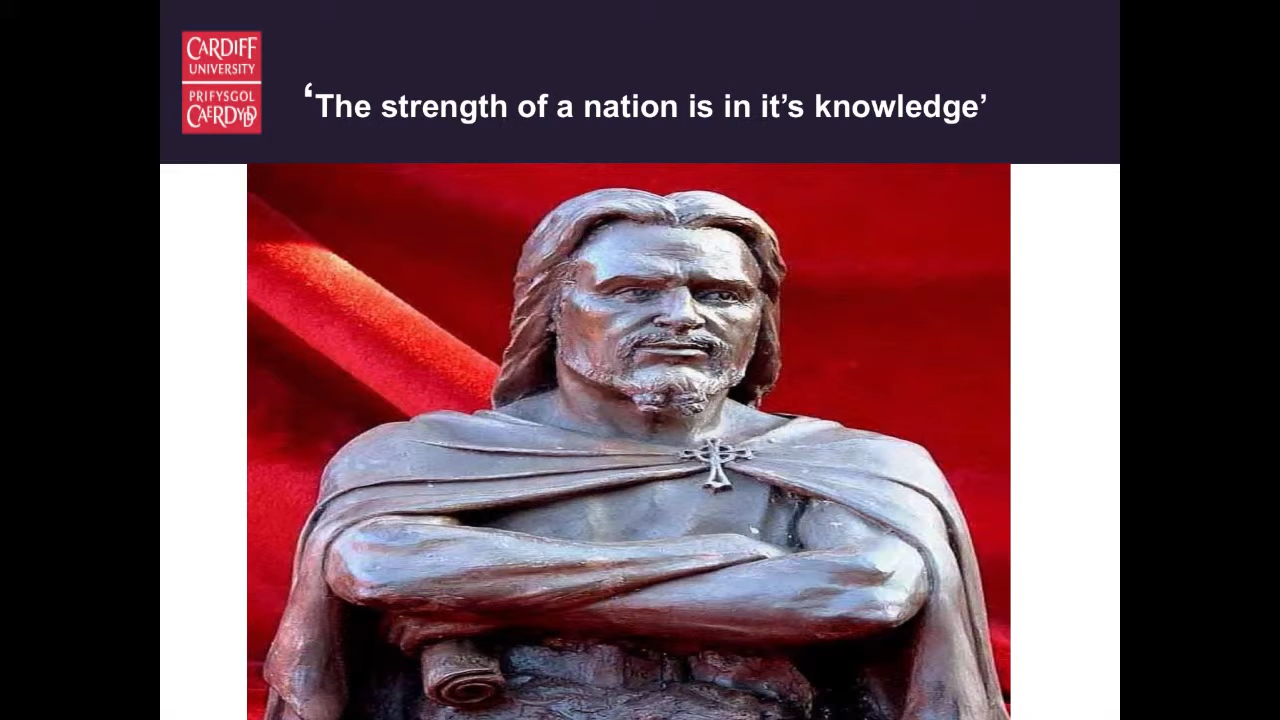 CARDIFF
UNIVERSITY
PRIFYSGOL
CAERDYDD
‘The strength of a nation is in it’s knowledge’